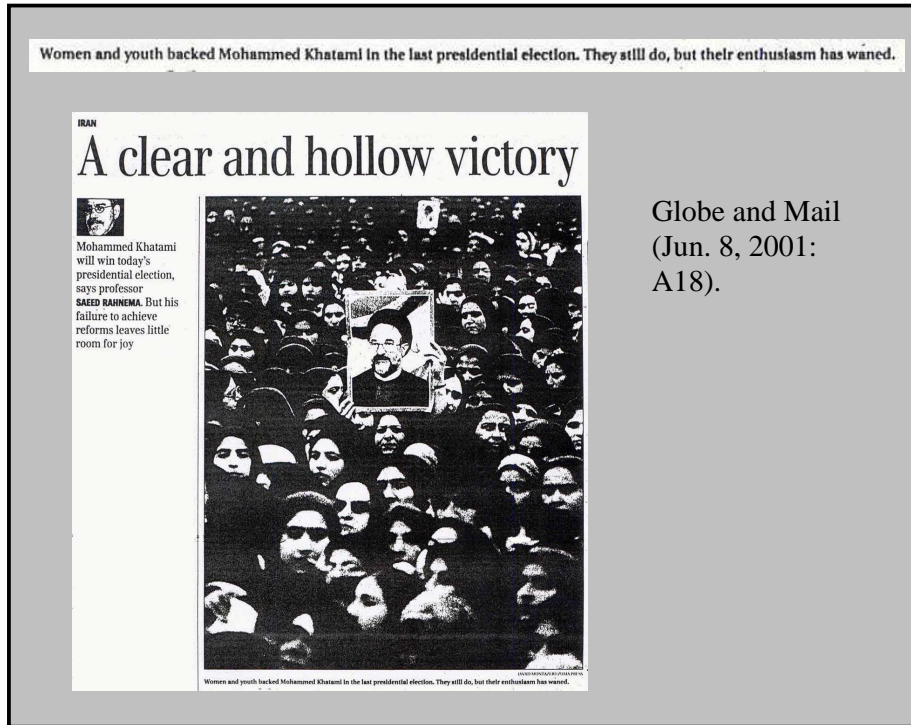 Women and youth backed Mohammed Khatami in the last presidential election. They still do, but their enthusiasm has waned.
IRAN
A clear and hollow victory
Mohammed Khatami
will win today's
presidential election,
says professor
SAEED RAHNEMA. But his
failure to achieve
reforms leaves little
room for joy
Globe and Mail
(Jun. 8, 2001:
A18).
Women and youth backed Mohammed Khatami in the last presidential election. They still do, but their enthusiasm has waned.